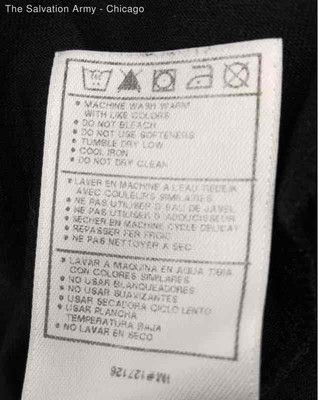 The Salvation Army - Chicago
MACHINE WASH WARM
WITH LIKE COLORS
DO NOT BLEACH
DO NOT USE SOFTENERS
TUMBLE DRY LOW
COOL IRON
DO NOT DRY CLEAN
LAVER EN MACHINE A L'EAU TIEDE/A
AVEC COULEURS SIMILAIRES
NE PAS UTILISER D'EAU DE JAVEL
NE PAS UTILISER D'ADOUCISSEUR
SECHER EN MACHINE CYCLE DELICAT
REPASSER FER FROID
NE PAS NETTOYER A SEC
LAVAR A MAQUINA EN AQUA TIBIA
CON COLORES SIMILARES
NO USAR BLANQUEADORES
NO USAR SUAVIZANTES
USAR SECADORA CICLO LENTO
USAR PLANCHA
TEMPERATURA BAJA
NO LAVAR EN SECO
HM#127126